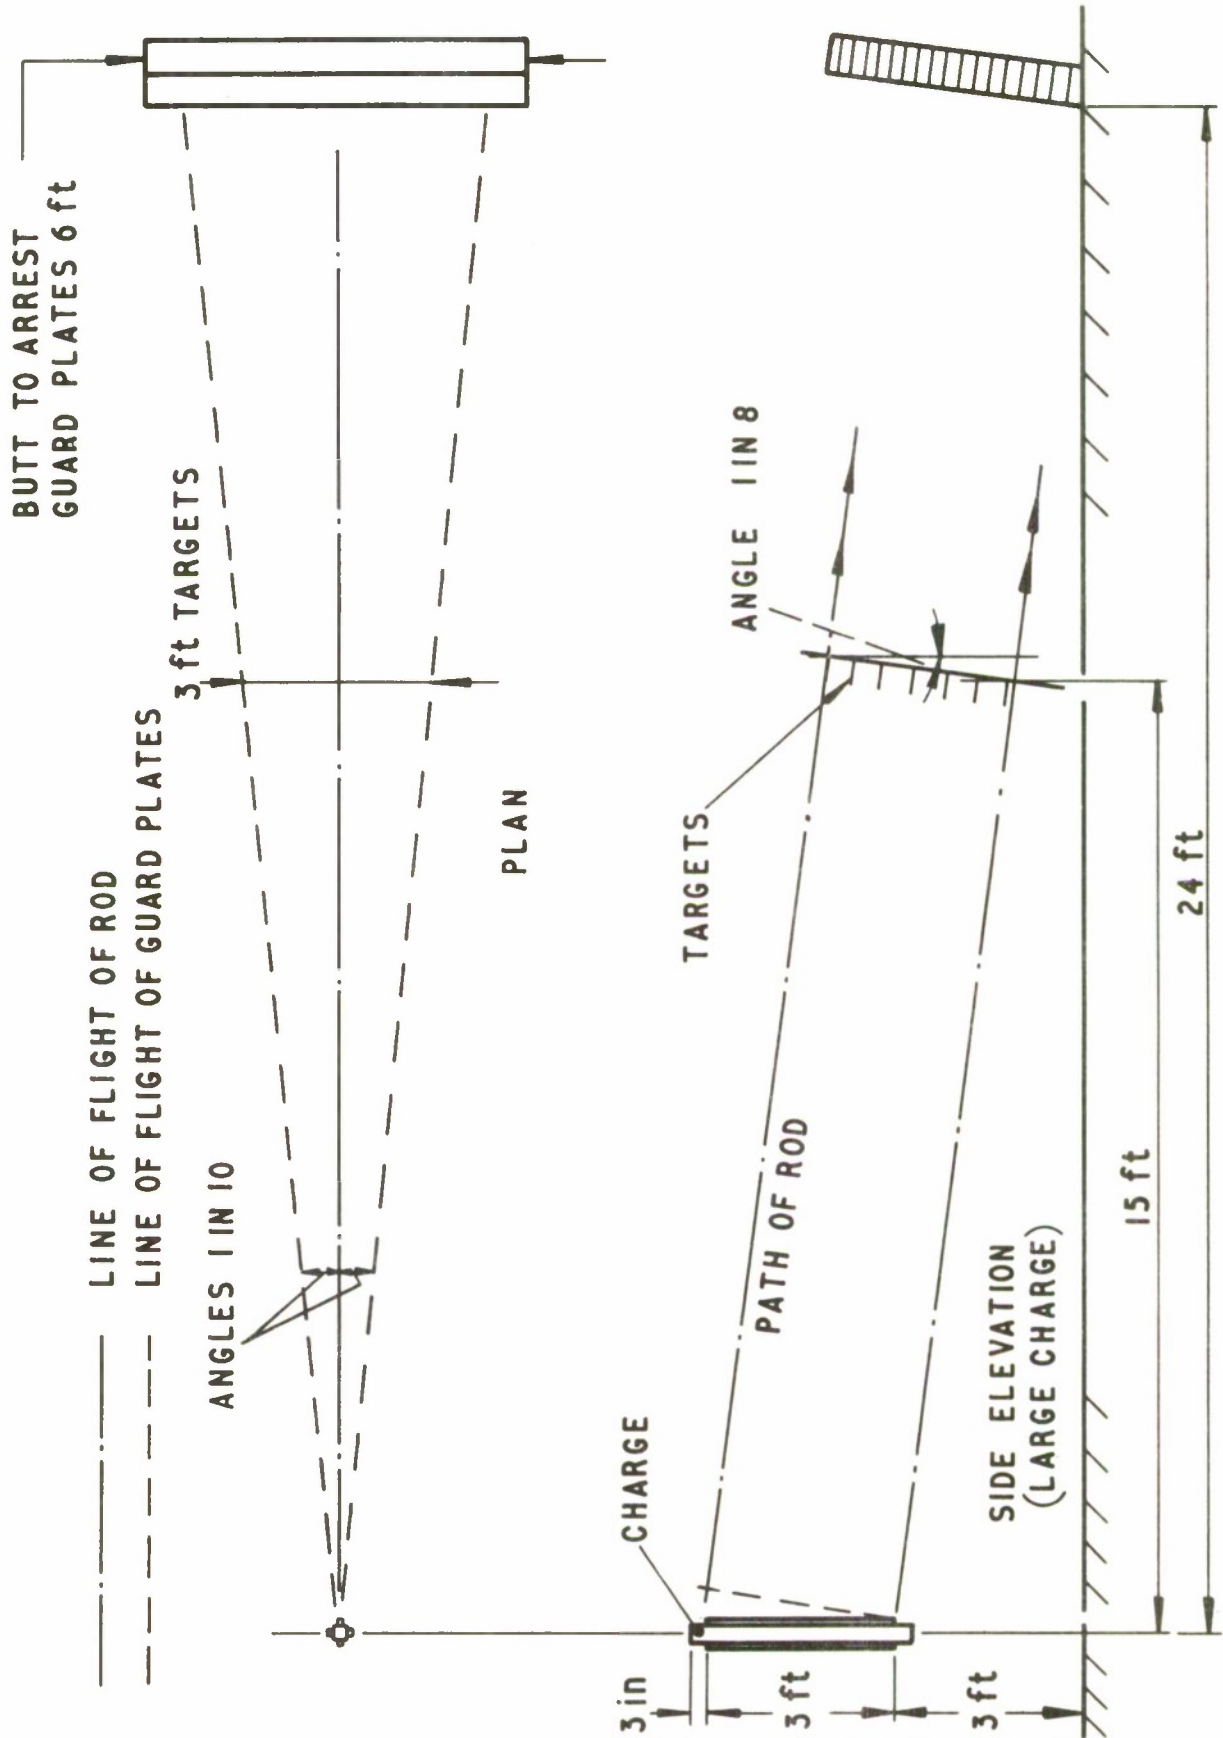 LINE OF FLIGHT OF ROD
LINE OF FLIGHT OF GUARD PLATES
BUTT TO ARREST
GUARD PLATES 6 ft
3 ft TARGETS
ANGLES 1 IN 10
PLAN
CHARGE
TARGETS
ANGLE 1 IN 8
PATH OF ROD
3 in
3 ft
3 ft
SIDE ELEVATION
(LARGE CHARGE)
15 ft
24 ft